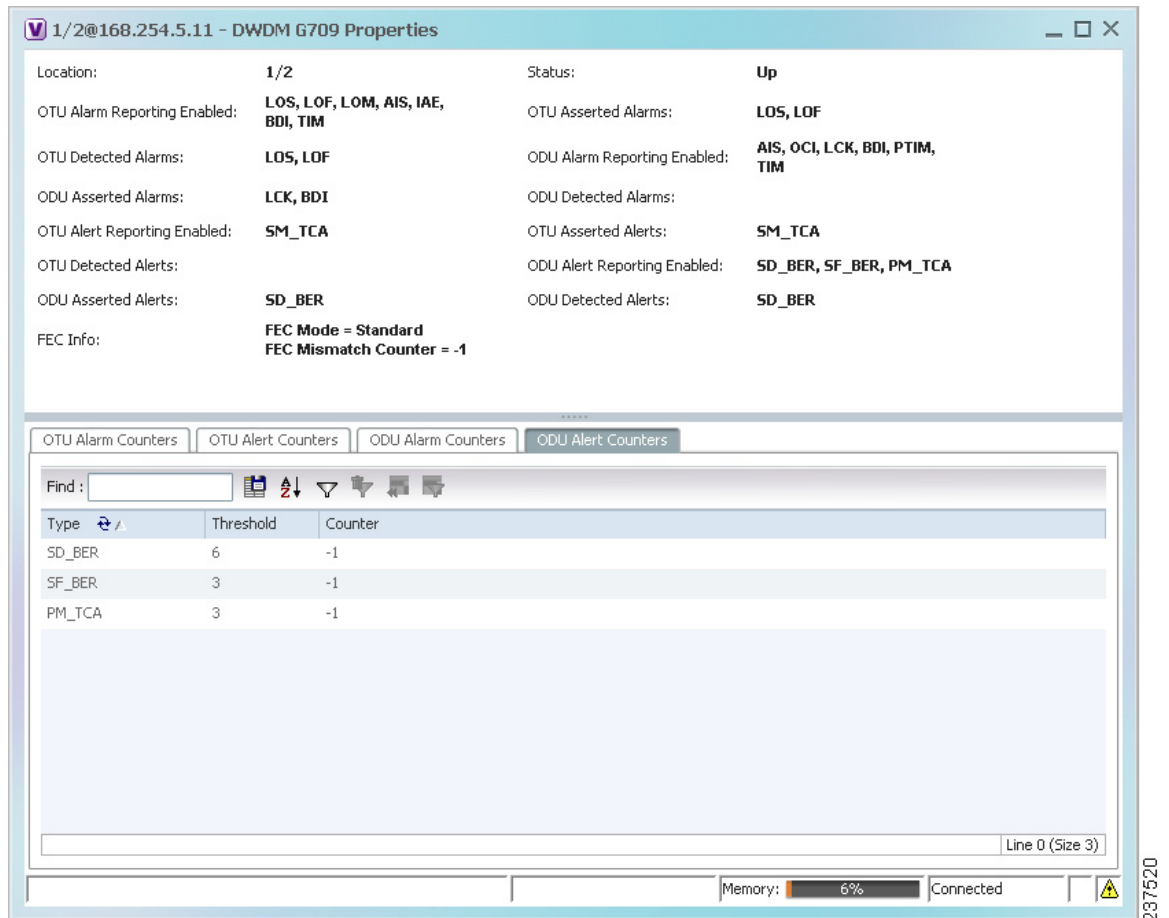 V 1/2@168.254.5.11 - DWDM G709 Properties
Location: 1/2 Status: Up
OTU Alarm Reporting Enabled: LOS, LOF, LOM, AIS, IAE, BDI, TIM OTU Asserted Alarms: LOS, LOF
OTU Detected Alarms: LOS, LOF ODU Alarm Reporting Enabled: AIS, OCI, LCK, BDI, PTIM, TIM
ODU Asserted Alarms: LCK, BDI ODU Detected Alarms:
OTU Alert Reporting Enabled: SM_TCA OTU Asserted Alerts: SM_TCA
OTU Detected Alerts: ODU Alert Reporting Enabled: SD_BER, SF_BER, PM_TCA
ODU Asserted Alerts: SD_BER ODU Detected Alerts: SD_BER
FEC Info: FEC Mode = Standard
FEC Mismatch Counter = -1
OTU Alarm Counters OTU Alert Counters ODU Alarm Counters ODU Alert Counters
Find :
Type Threshold Counter
SD_BER 6 -1
SF_BER 3 -1
PM_TCA 3 -1
Line 0 (Size 3)
Memory: 6% Connected
237520